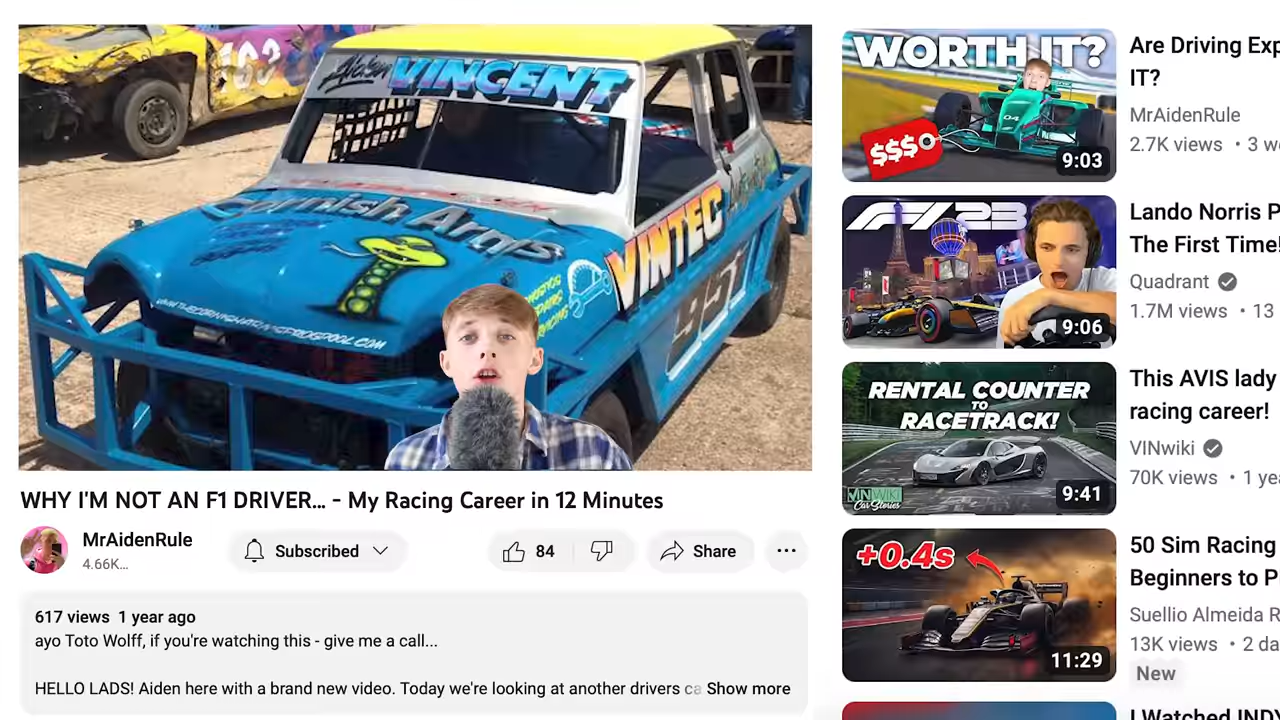 103
VINCENT
Cornish Arms
VINTEC
951
WHY I'M NOT AN F1 DRIVER... - My Racing Career in 12 Minutes
MrAidenRule
4.66K...
Subscribed
84
Share
617 views 1 year ago
ayo Toto Wolff, if you're watching this - give me a call...
HELLO LADS! Aiden here with a brand new video. Today we're looking at another drivers ca Show more
WORTH IT?
$$$
04
9:03
Are Driving Exp
IT?
MrAidenRule
2.7K views • 3 w
F1 23
9:06
Lando Norris P
The First Time!
Quadrant
1.7M views • 13
RENTAL COUNTER
TO
RACETRACK!
VINWIKI
Car Stories
9:41
This AVIS lady
racing career!
VINwiki
70K views • 1 yea
+0.4s
11:29
50 Sim Racing
Beginners to P
Suellio Almeida R
13K views • 2 da
New
I Watched INDY